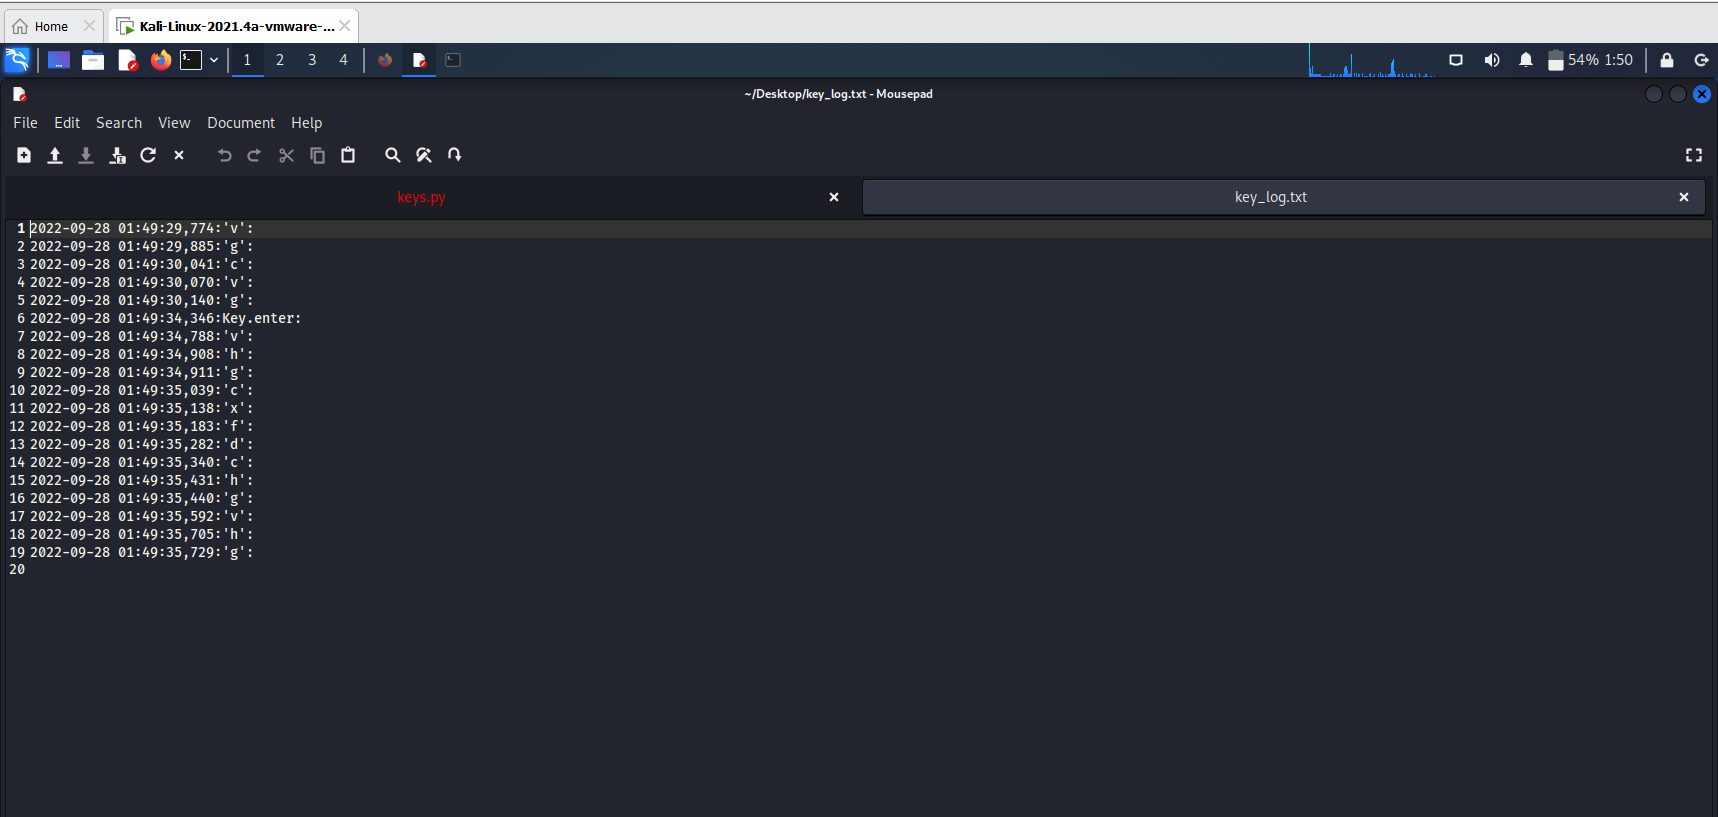 Home
Kali-Linux-2021.4a-vmware-...
1 2 3 4
54% 1:50
~/Desktop/key_log.txt - Mousepad
File Edit Search View Document Help
keys.py
key_log.txt
1 2022-09-28 01:49:29,774:'v':
2 2022-09-28 01:49:29,885:'g':
3 2022-09-28 01:49:30,041:'c':
4 2022-09-28 01:49:30,070:'v':
5 2022-09-28 01:49:30,140:'g':
6 2022-09-28 01:49:34,346:Key.enter:
7 2022-09-28 01:49:34,788:'v':
8 2022-09-28 01:49:34,908:'h':
9 2022-09-28 01:49:34,911:'g':
10 2022-09-28 01:49:35,039:'c':
11 2022-09-28 01:49:35,138:'x':
12 2022-09-28 01:49:35,183:'f':
13 2022-09-28 01:49:35,282:'d':
14 2022-09-28 01:49:35,340:'c':
15 2022-09-28 01:49:35,431:'h':
16 2022-09-28 01:49:35,440:'g':
17 2022-09-28 01:49:35,592:'v':
18 2022-09-28 01:49:35,705:'h':
19 2022-09-28 01:49:35,729:'g':
20